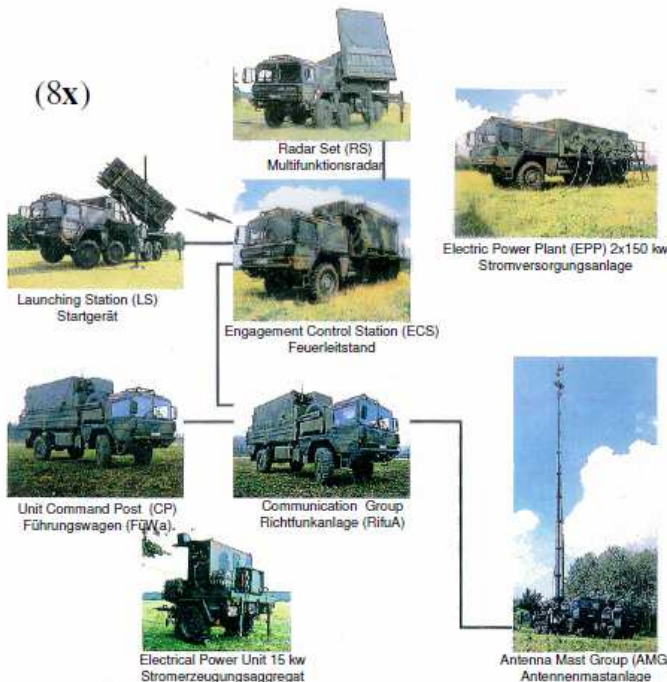 (8x)
Radar Set (RS)
Multifunktionsradar
Launching Station (LS)
Startgerät
Engagement Control Station (ECS)
Feuerleitstand
Electric Power Plant (EPP) 2x150 kw
Stromversorgungsanlage
Unit Command Post (CP)
Führungswagen (FüWa).
Communication Group
Richtfunkanlage (RifuA)
Electrical Power Unit 15 kw
Stromerzeugungsaggregat
Antenna Mast Group (AMG
Antennenmastanlage